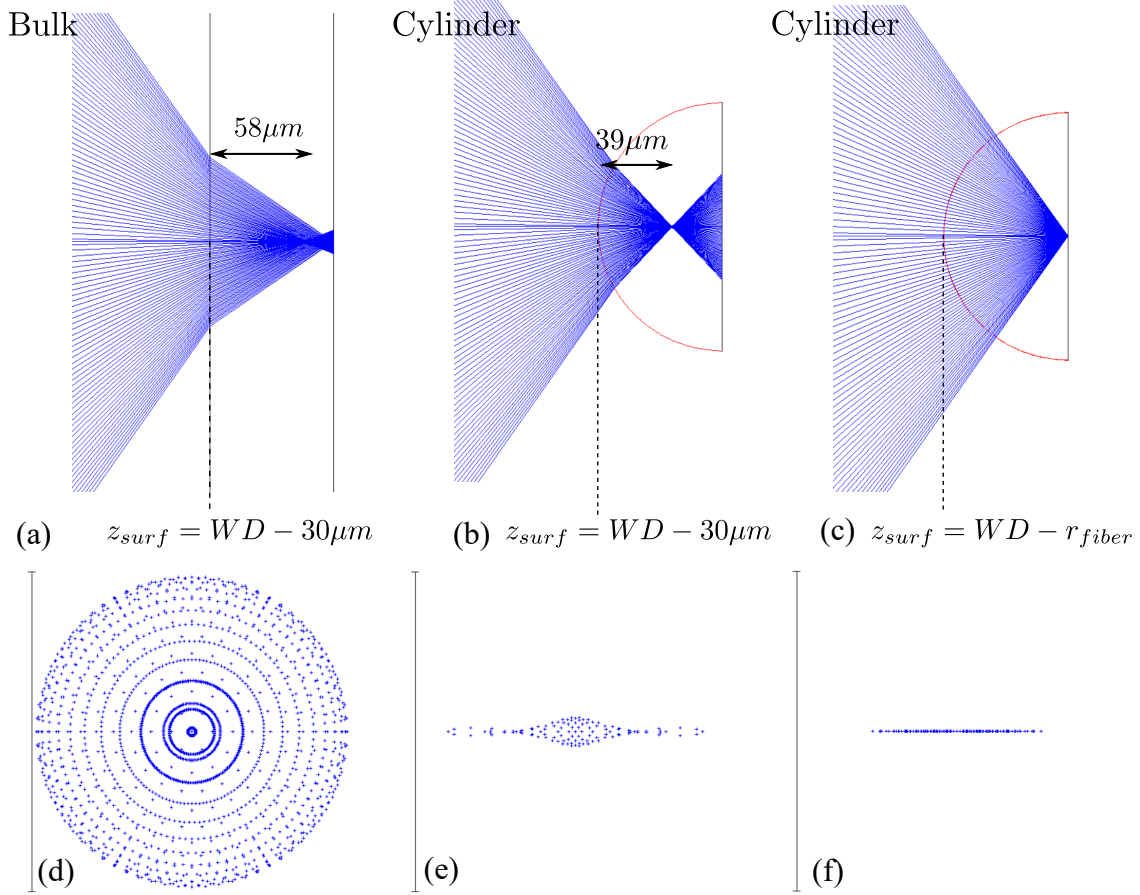 Bulk
Cylinder
Cylinder
58μm
39μm
(a) z_surf = WD − 30μm
(b) z_surf = WD − 30μm
(c) z_surf = WD − r_fiber
(d)
(e)
(f)